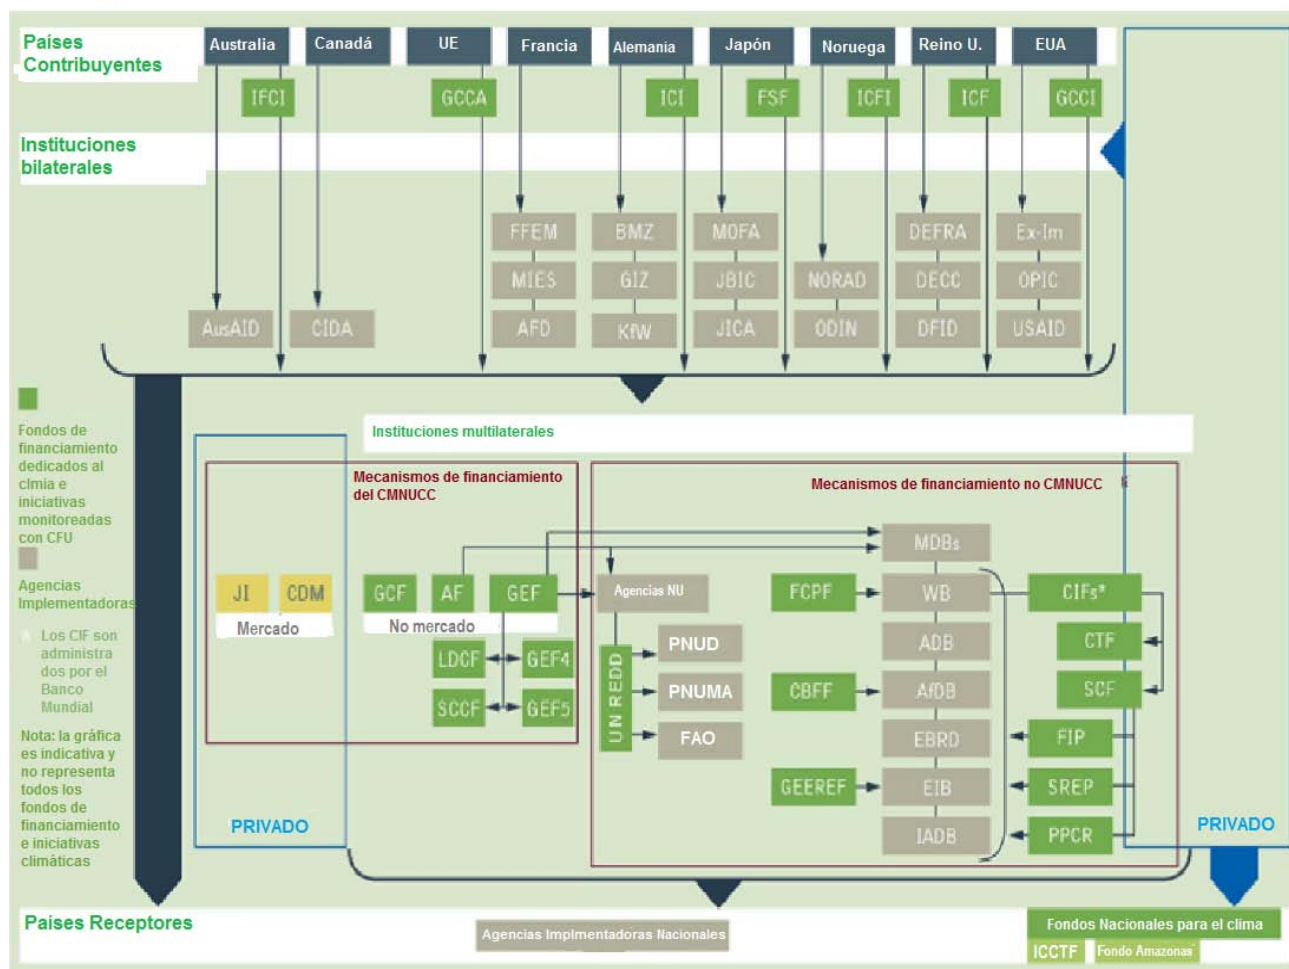 Países
Contribuyentes
Australia
Canadá
UE
Francia
Alemania
Japón
Noruega
Reino U.
EUA
IFCI
GCCA
ICI
FSF
ICFI
ICF
GCCI
Instituciones
bilaterales
FFEM
BMZ
MOFA
DEFRA
Ex-Im
MIES
GIZ
JBIC
NORAD
DECC
OPIC
AusAID
CIDA
AFD
KfW
JICA
ODIN
DFID
USAID
Fondos de
financiamiento
dedicados al
clmia e
iniciativas
monitoreadas
con CFU
Agencias
Implementadoras
Los CIF son
administra
dos por el
Banco
Mundial
Nota: la gráfica
es indicativa y
no representa
todos los
fondos de
financiamiento
e iniciativas
climáticas
Instituciones multilaterales
Mecanismos de financiamiento
del CMNUCC
Mecanismos de financiamiento no CMNUCC
JI
CDM
Mercado
GCF
AF
GEF
No mercado
LDCF
GEF4
SCCF
GEF5
PRIVADO
Agencias NU
UN REDD
PNUD
PNUMA
FAO
FCPF
CBFF
GEEREF
MDBs
WB
ADB
AfDB
EBRD
EIB
IADB
CIFs*
CTF
SCF
FIP
SREP
PPCR
PRIVADO
Países Receptores
Agencias Implmentadoras Nacionales
Fondos Nacionales para el clima
ICCTF
Fondo Amazonas